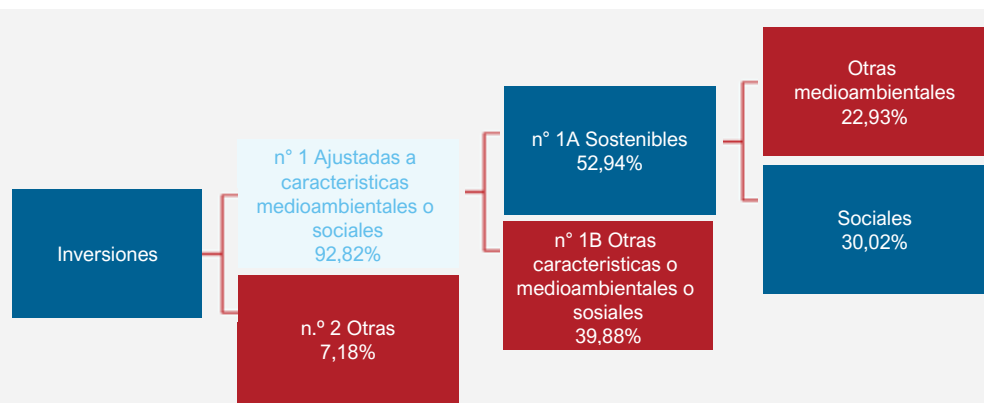 Inversiones
n° 1 Ajustadas a
caracteristicas
medioambientales o
sociales
92,82%
n.º 2 Otras
7,18%
n° 1A Sostenibles
52,94%
n° 1B Otras
caracteristicas o
medioambientales o
sosiales
39,88%
Otras
medioambientales
22,93%
Sociales
30,02%